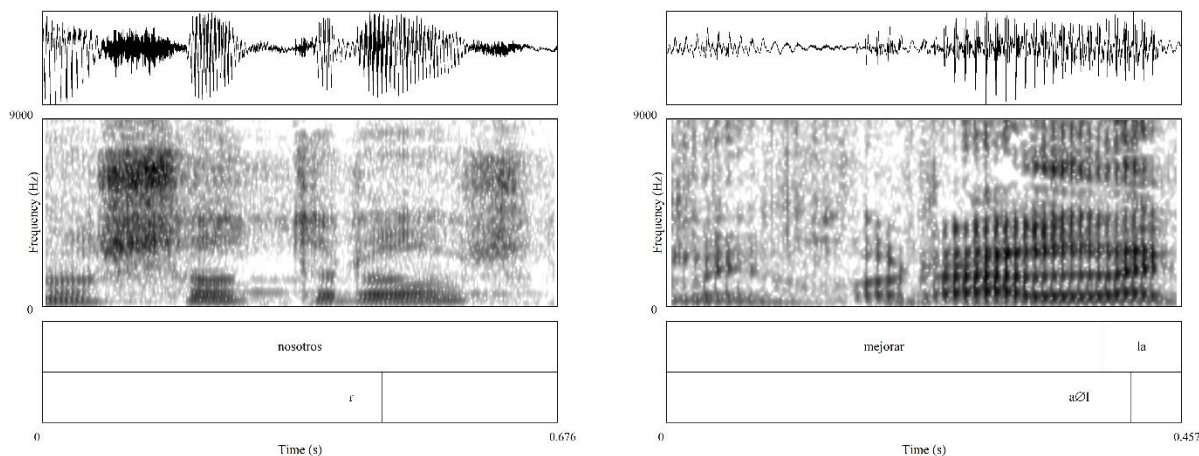 9000
Frequency (Hz)
0
nosotros
r
0
0.676
Time (s)
9000
Frequency (Hz)
0
mejorar
la
aØl
0
0.457
Time (s)